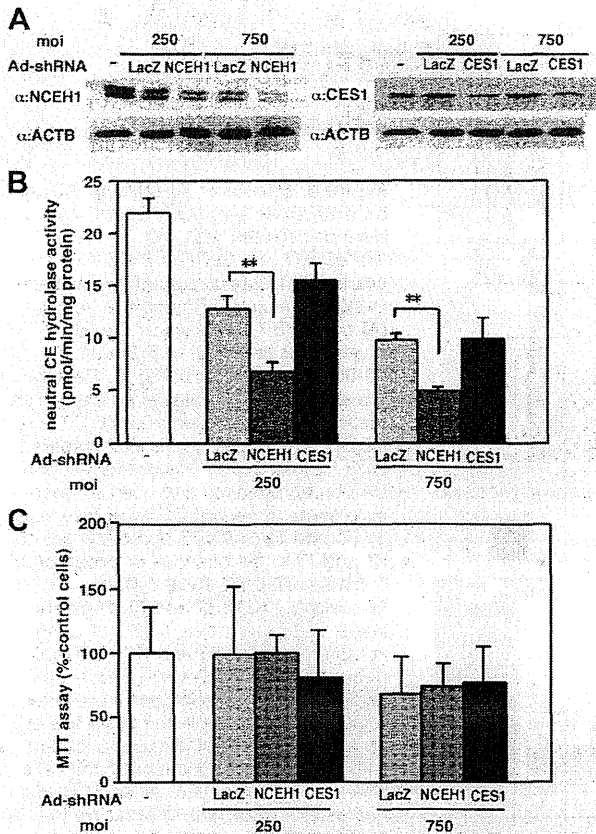 A
moi 250 750 250 750
Ad-shRNA - LacZ NCEH1 LacZ NCEH1 - LacZ CES1 LacZ CES1
α:NCEH1 α:CES1
α:ACTB α:ACTB
B
neutral CE hydrolase activity
(pmol/min/mg protein)
25
20
15
10
5
0
** **
Ad-shRNA - LacZ NCEH1 CES1 LacZ NCEH1 CES1
moi 250 750
C
MTT assay (%-control cells)
200
150
100
50
0
Ad-shRNA - LacZ NCEH1 CES1 LacZ NCEH1 CES1
moi 250 750